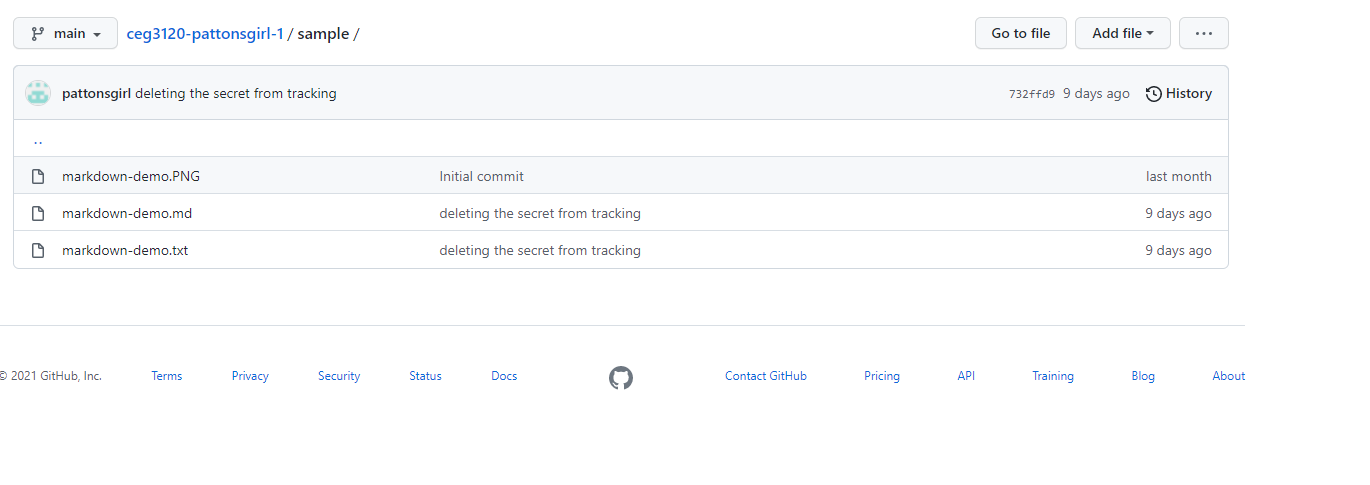 main ceg3120-pattonsgirl-1 / sample / Go to file Add file ...
pattonsgirl deleting the secret from tracking 732ffd9 9 days ago History
..
markdown-demo.PNG Initial commit last month
markdown-demo.md deleting the secret from tracking 9 days ago
markdown-demo.txt deleting the secret from tracking 9 days ago
© 2021 GitHub, Inc. Terms Privacy Security Status Docs Contact GitHub Pricing API Training Blog About